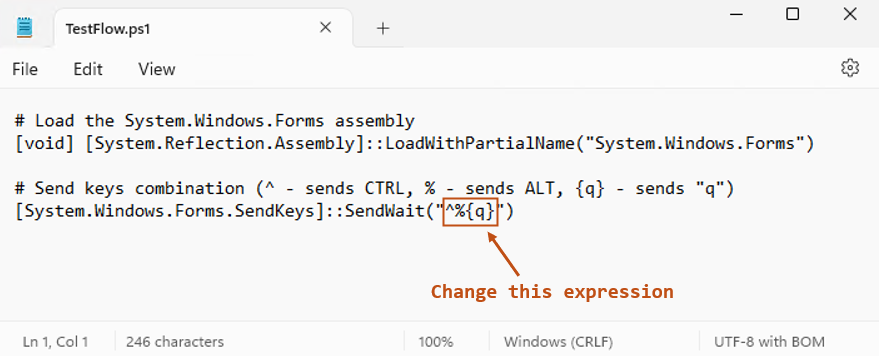 TestFlow.ps1
File Edit View
# Load the System.Windows.Forms assembly
[void] [System.Reflection.Assembly]::LoadWithPartialName("System.Windows.Forms")
# Send keys combination (^ - sends CTRL, % - sends ALT, {q} - sends "q")
[System.Windows.Forms.SendKeys]::SendWait("^%{q}")
Change this expression
Ln 1, Col 1 246 characters 100% Windows (CRLF) UTF-8 with BOM